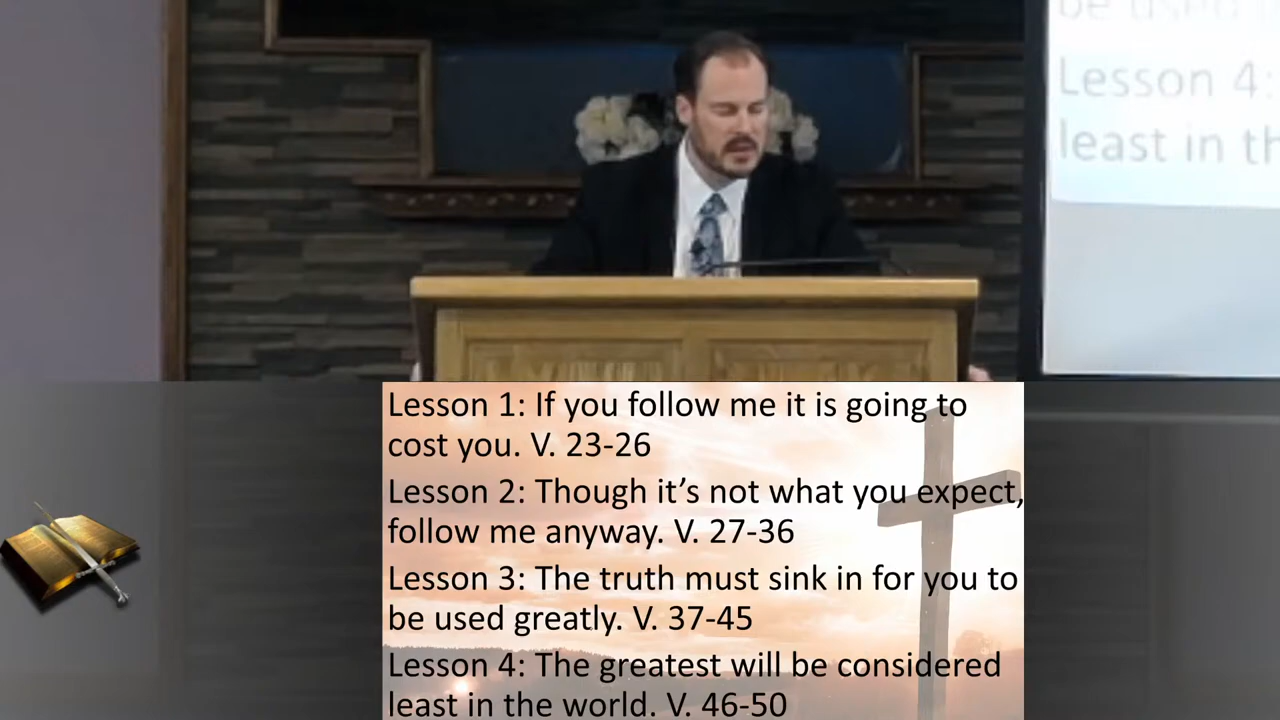 be used
Lesson 4:
least in th
Lesson 1: If you follow me it is going to
cost you. V. 23-26
Lesson 2: Though it’s not what you expect,
follow me anyway. V. 27-36
Lesson 3: The truth must sink in for you to
be used greatly. V. 37-45
Lesson 4: The greatest will be considered
least in the world. V. 46-50